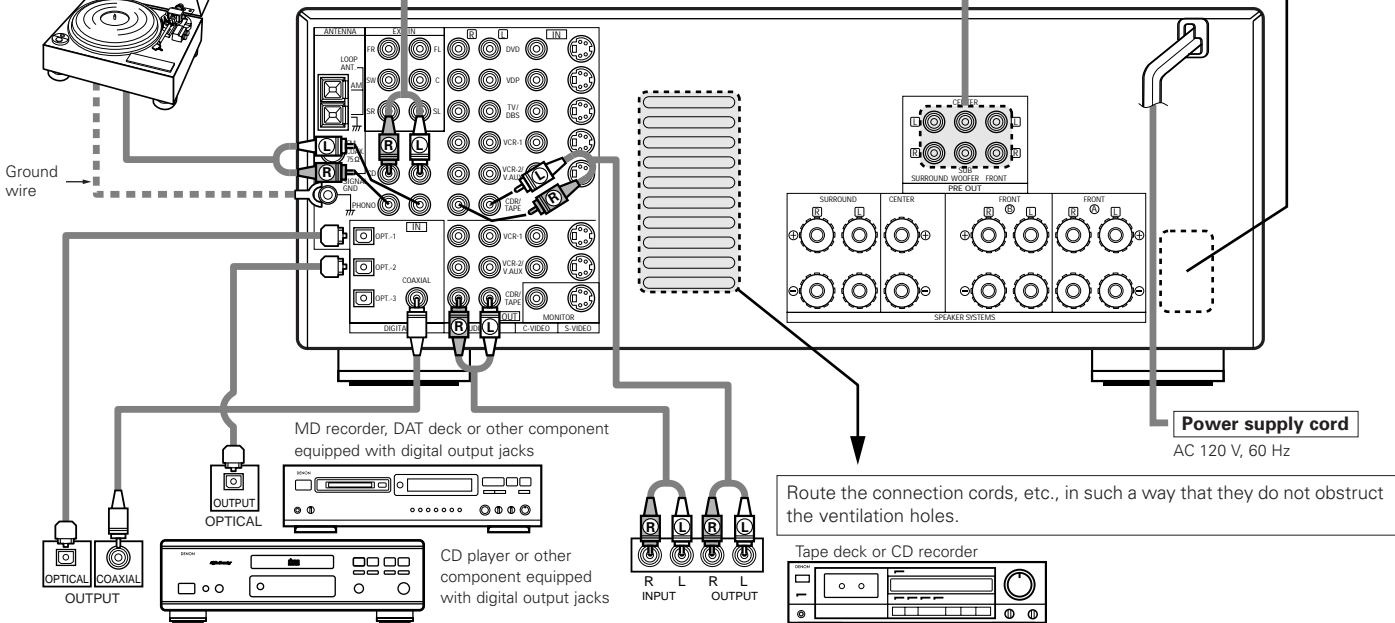 ANTENNA
EXT. IN
R L
IN
FR
FL
DVD
LOOP
ANT.
AM
SW
C
VDP
SR
SL
TV/
DBS
R L
VCR-1
L
R
75Ω
CD
SIGNAL
GND
VCR-2/
V.AUX
L
R
PHONO
CDR/
TAPE
IN
OPT.-1
VCR-1
OPT.-2
VCR-2/
V.AUX
COAXIAL
OPT.-3
CDR/
TAPE
R L
OUT
MONITOR
C-VIDEO
S-VIDEO
Ground
wire
CENTER
L L
R R
SUB
SURROUND WOOFER FRONT
PRE OUT
SURROUND
R L
CENTER
FRONT
R B L
FRONT
R A L
SPEAKER SYSTEMS
Power supply cord
AC 120 V, 60 Hz
Route the connection cords, etc., in such a way that they do not obstruct
the ventilation holes.
MD recorder, DAT deck or other component
equipped with digital output jacks
DENON
OUTPUT
OPTICAL
OPTICAL COAXIAL
OUTPUT
DENON
CD player or other
component equipped
with digital output jacks
R L R L
R L R L
INPUT OUTPUT
Tape deck or CD recorder
DENON